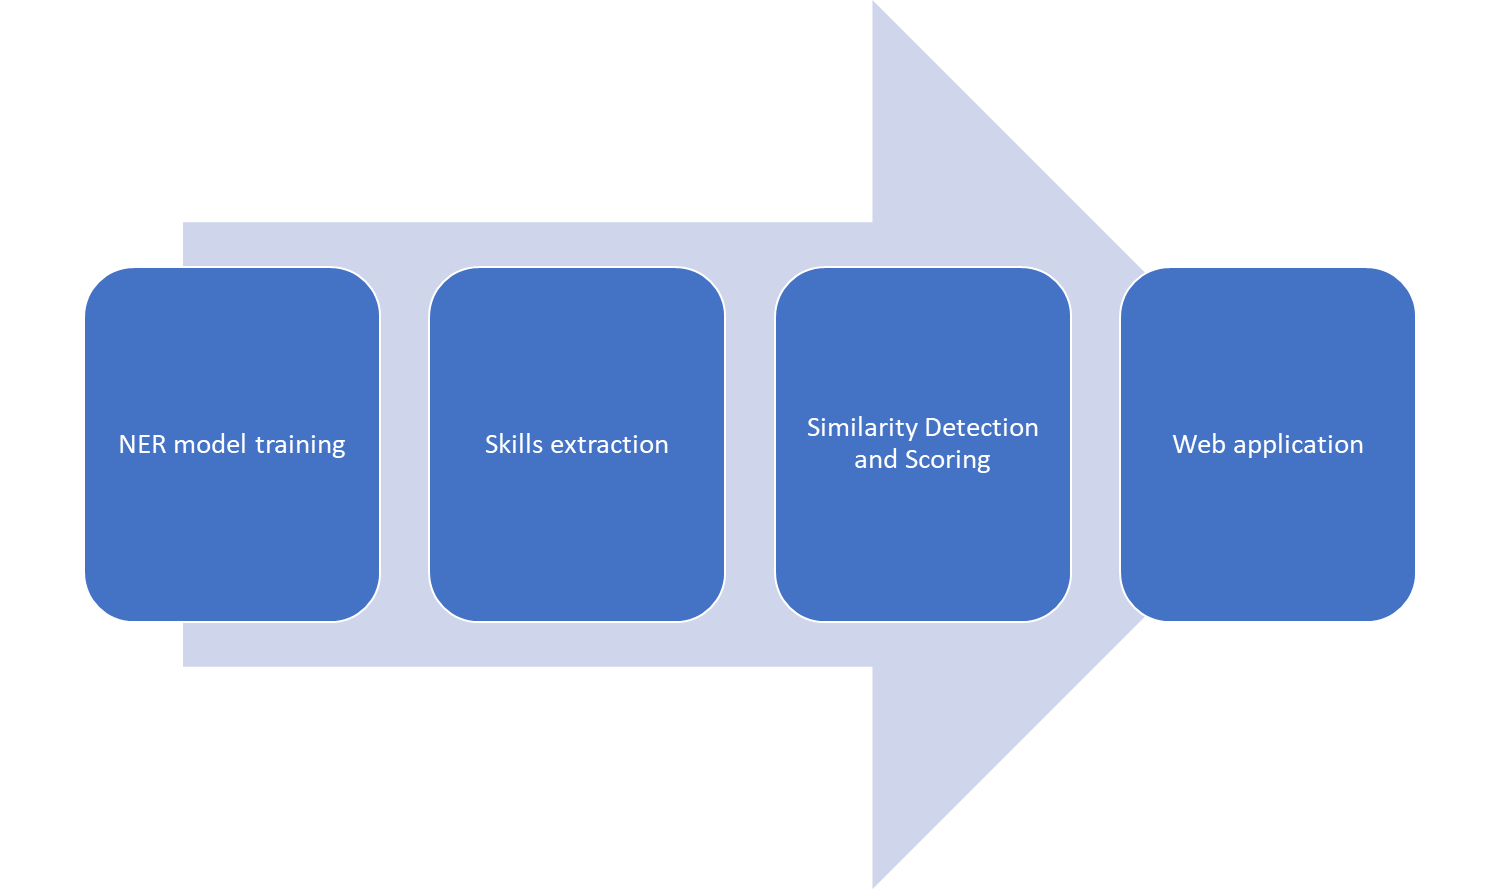 NER model training
Skills extraction
Similarity Detection
and Scoring
Web application